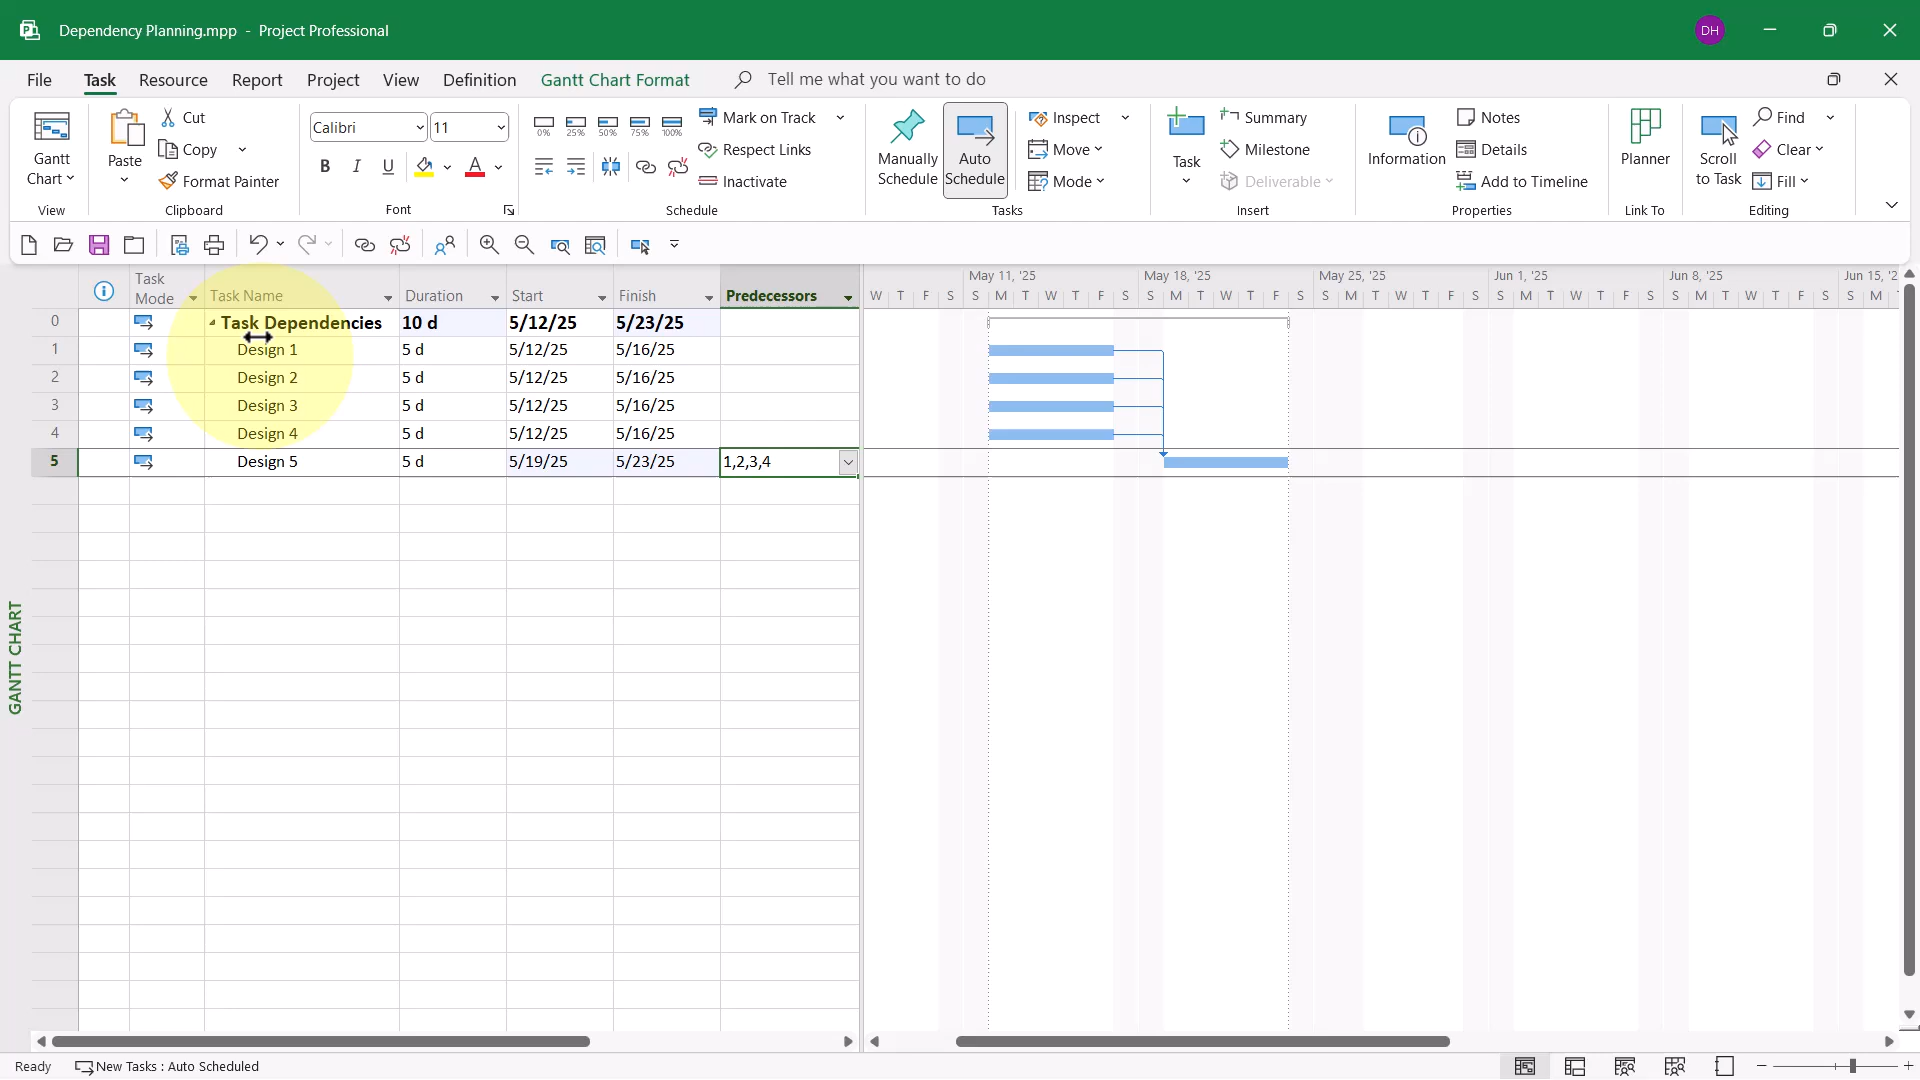 Dependency Planning.mpp - Project Professional
DH
File Task Resource Report Project View Definition Gantt Chart Format Tell me what you want to do
Gantt Chart
View
Paste
Cut
Copy
Format Painter
Clipboard
Calibri 11
B I U A
Font
0% 25% 50% 75% 100%
Mark on Track
Respect Links
Inactivate
Schedule
Manually Schedule
Auto Schedule
Inspect
Move
Mode
Tasks
Task
Summary
Milestone
Deliverable
Insert
Information
Notes
Details
Add to Timeline
Properties
Planner
Link To
Scroll to Task
Find
Clear
Fill
Editing
Task Mode Task Name Duration Start Finish Predecessors
May 11, '25 May 18, '25 May 25, '25 Jun 1, '25 Jun 8, '25 Jun 15, '2
W T F S S M T W T F S S M T W T F S S M T W T F S S M T W T F S S M T W T F S S M
0 Task Dependencies 10 d 5/12/25 5/23/25
1 Design 1 5 d 5/12/25 5/16/25
2 Design 2 5 d 5/12/25 5/16/25
3 Design 3 5 d 5/12/25 5/16/25
4 Design 4 5 d 5/12/25 5/16/25
5 Design 5 5 d 5/19/25 5/23/25 1,2,3,4
GANTT CHART
Ready New Tasks : Auto Scheduled